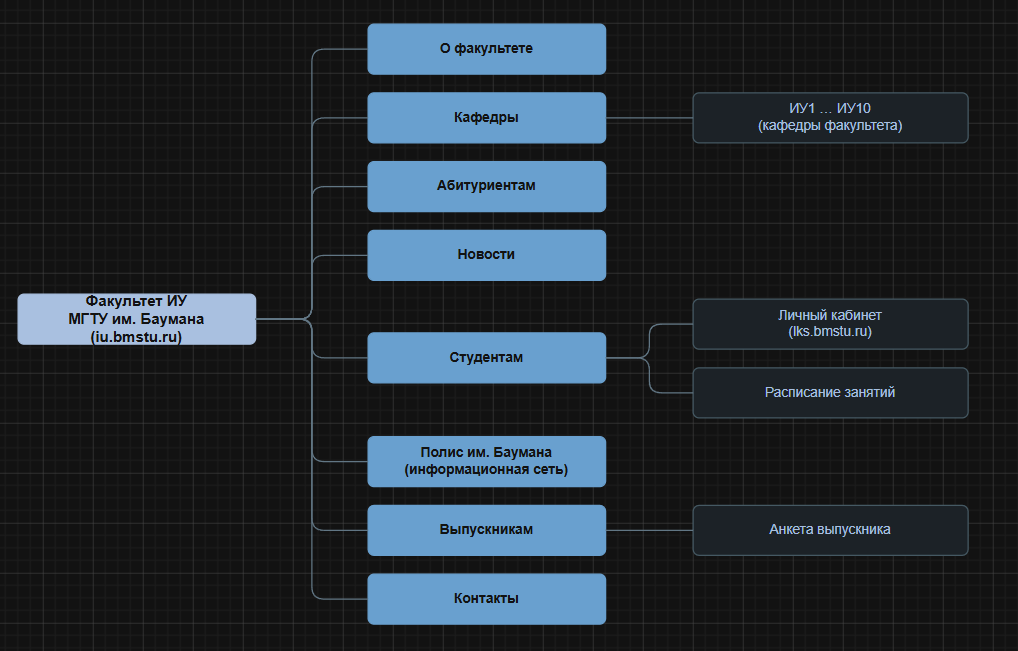 О факультете
Кафедры
ИУ1 ... ИУ10
(кафедры факультета)
Абитуриентам
Новости
Факультет ИУ
МГТУ им. Баумана
(iu.bmstu.ru)
Личный кабинет
(lks.bmstu.ru)
Студентам
Расписание занятий
Полис им. Баумана
(информационная сеть)
Выпускникам
Анкета выпускника
Контакты